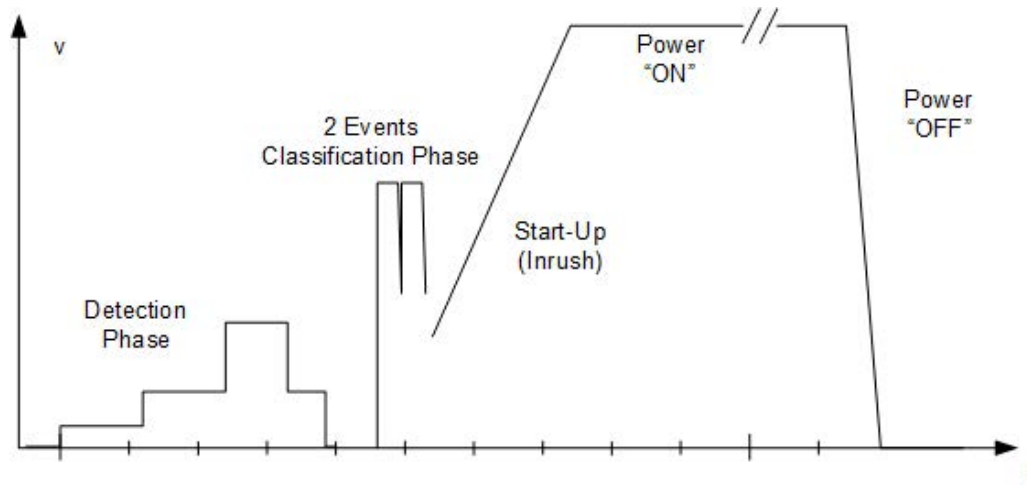 v
Power
“ON”
Power
“OFF”
2 Events
Classification Phase
Start-Up
(Inrush)
Detection
Phase